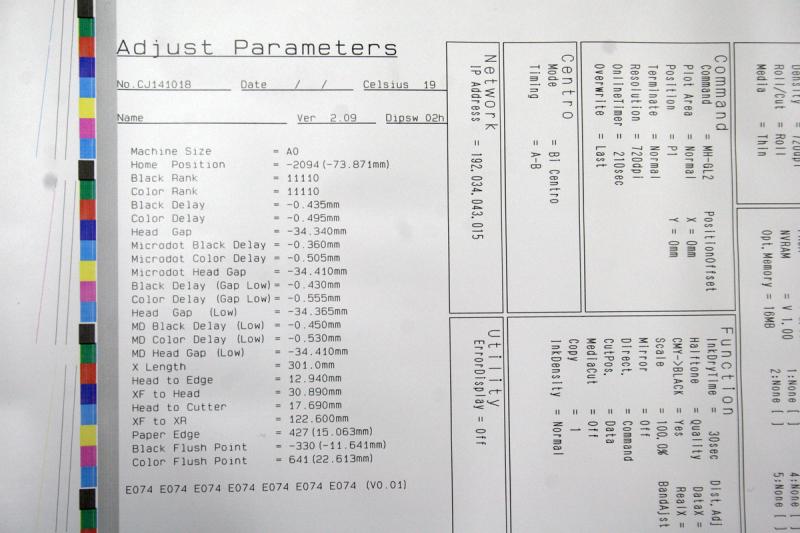 Adjust Parameters
No.CJ141018 Date / / Celsius 19
Name Ver 2.09 Dipsw 02h
Machine Size = A0
Home Position = -2094(-73.871mm)
Black Rank = 11110
Color Rank = 11110
Black Delay = -0.435mm
Color Delay = -0.495mm
Head Gap = -34.340mm
Microdot Black Delay = -0.360mm
Microdot Color Delay = -0.505mm
Microdot Head Gap = -34.410mm
Black Delay (Gap Low) = -0.430mm
Color Delay (Gap Low) = -0.555mm
Head Gap (Low) = -34.365mm
MD Black Delay (Low) = -0.450mm
MD Color Delay (Low) = -0.530mm
MD Head Gap (Low) = -34.410mm
X Length = 301.0mm
Head to Edge = 12.940mm
XF to Head = 30.890mm
Head to Cutter = 17.690mm
XF to XR = 122.600mm
Paper Edge = 427(15.063mm)
Black Flush Point = -330(-11.641mm)
Color Flush Point = 641(22.613mm)
E074 E074 E074 E074 E074 E074 E074 (V0.01)
Network
IP Address = 192.034.043.015
Centro
Mode = Bi Centro
Timing = A-B
Command
Command = MH-GL2 PositionOffset
Plot Area = Normal X = 0mm
Position = P1 Y = 0mm
Terminate = Normal
Resolution = 720dpi
OnlineTimer = 210sec
Overwrite = Last
Density = 720dpi
Roll/Cut = Roll
Media = Thin
Utility
ErrorDisplay = Off
Function
InkDryTime = 30sec Dist.Adj
Halftone = Quality DataX =
CMY->BLACK = Yes RealX =
Scale = 100.0% BandAjst
Mirror = Off
Direct. = Command
CutPos. = Data
MediaCut = Off
Copy = 1
InkDensity = Normal
NVRAM = V 1.00 1:None [ ] 4:None [ ]
Opt.Memory = 16MB 2:None [ ] 5:None [ ]